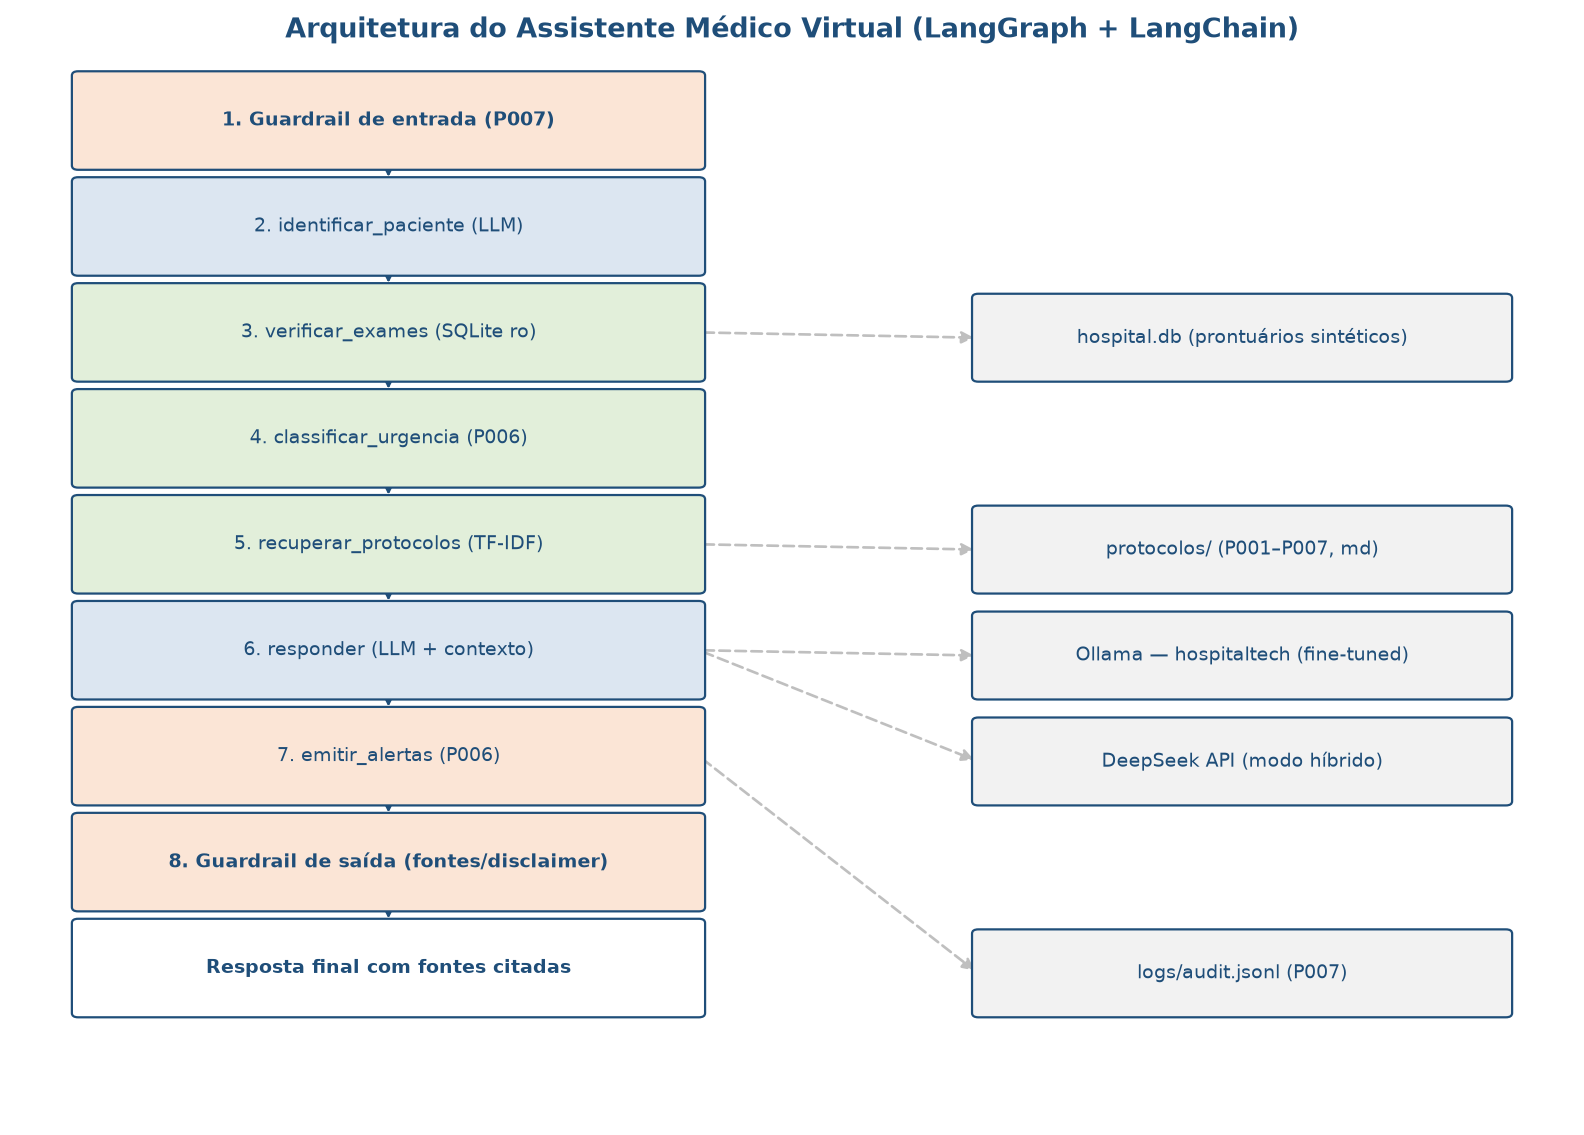 Arquitetura do Assistente Médico Virtual (LangGraph + LangChain)
1. Guardrail de entrada (P007)
2. identificar_paciente (LLM)
3. verificar_exames (SQLite ro)
hospital.db (prontuários sintéticos)
4. classificar_urgencia (P006)
5. recuperar_protocolos (TF-IDF)
protocolos/ (P001–P007, md)
6. responder (LLM + contexto)
Ollama — hospitaltech (fine-tuned)
7. emitir_alertas (P006)
DeepSeek API (modo híbrido)
8. Guardrail de saída (fontes/disclaimer)
Resposta final com fontes citadas
logs/audit.jsonl (P007)